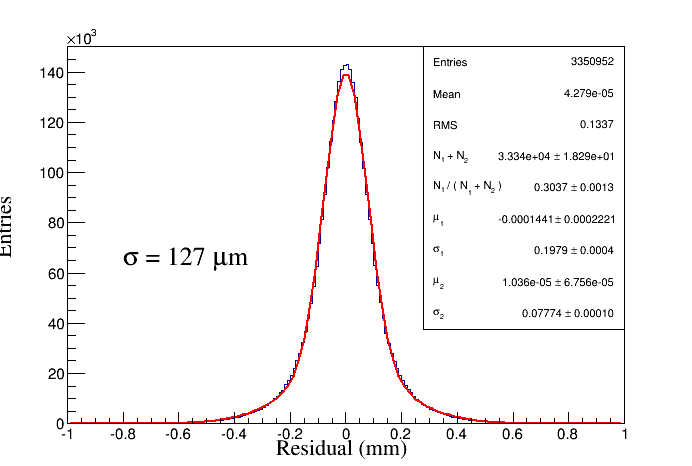 ×10³
140
120
100
80
60
40
20
0
Entries
σ = 127 μm
Entries 3350952
Mean 4.279e-05
RMS 0.1337
N₁ + N₂ 3.334e+04 ± 1.829e+01
N₁ / ( N₁ + N₂ ) 0.3037 ± 0.0013
μ₁ -0.0001441 ± 0.0002221
σ₁ 0.1979 ± 0.0004
μ₂ 1.036e-05 ± 6.756e-05
σ₂ 0.07774 ± 0.00010
-1 -0.8 -0.6 -0.4 -0.2 0 0.2 0.4 0.6 0.8 1
Residual (mm)